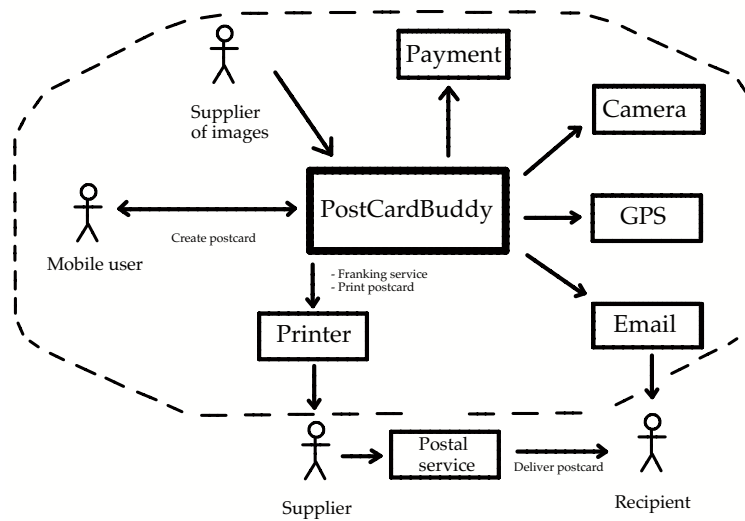 Payment
Supplier
of images
Camera
PostCardBuddy
GPS
Create postcard
Mobile user
- Franking service
- Print postcard
Printer
Email
Postal
service
Deliver postcard
Supplier
Recipient